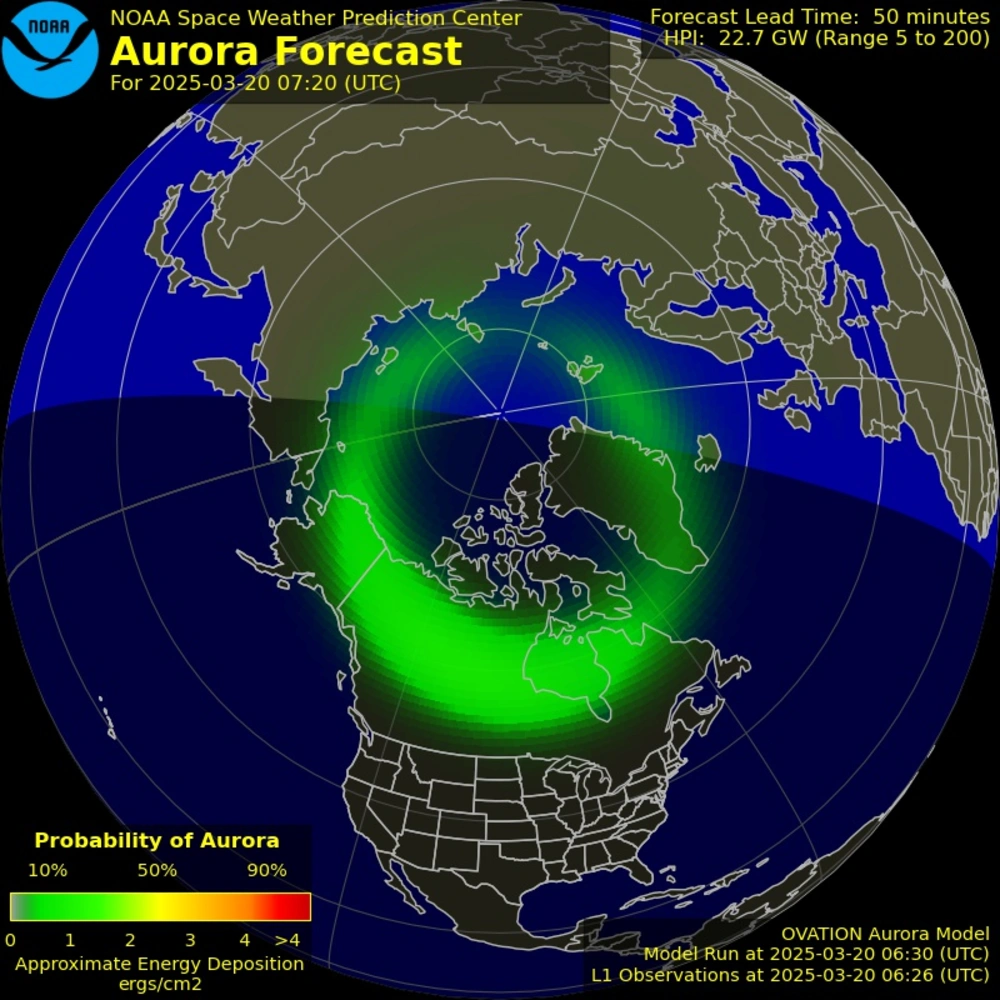 NOAA
NOAA Space Weather Prediction Center
Aurora Forecast
For 2025-03-20 07:20 (UTC)
Forecast Lead Time: 50 minutes
HPI: 22.7 GW (Range 5 to 200)
Probability of Aurora
10% 50% 90%
0 1 2 3 4 >4
Approximate Energy Deposition
ergs/cm2
OVATION Aurora Model
Model Run at 2025-03-20 06:30 (UTC)
L1 Observations at 2025-03-20 06:26 (UTC)